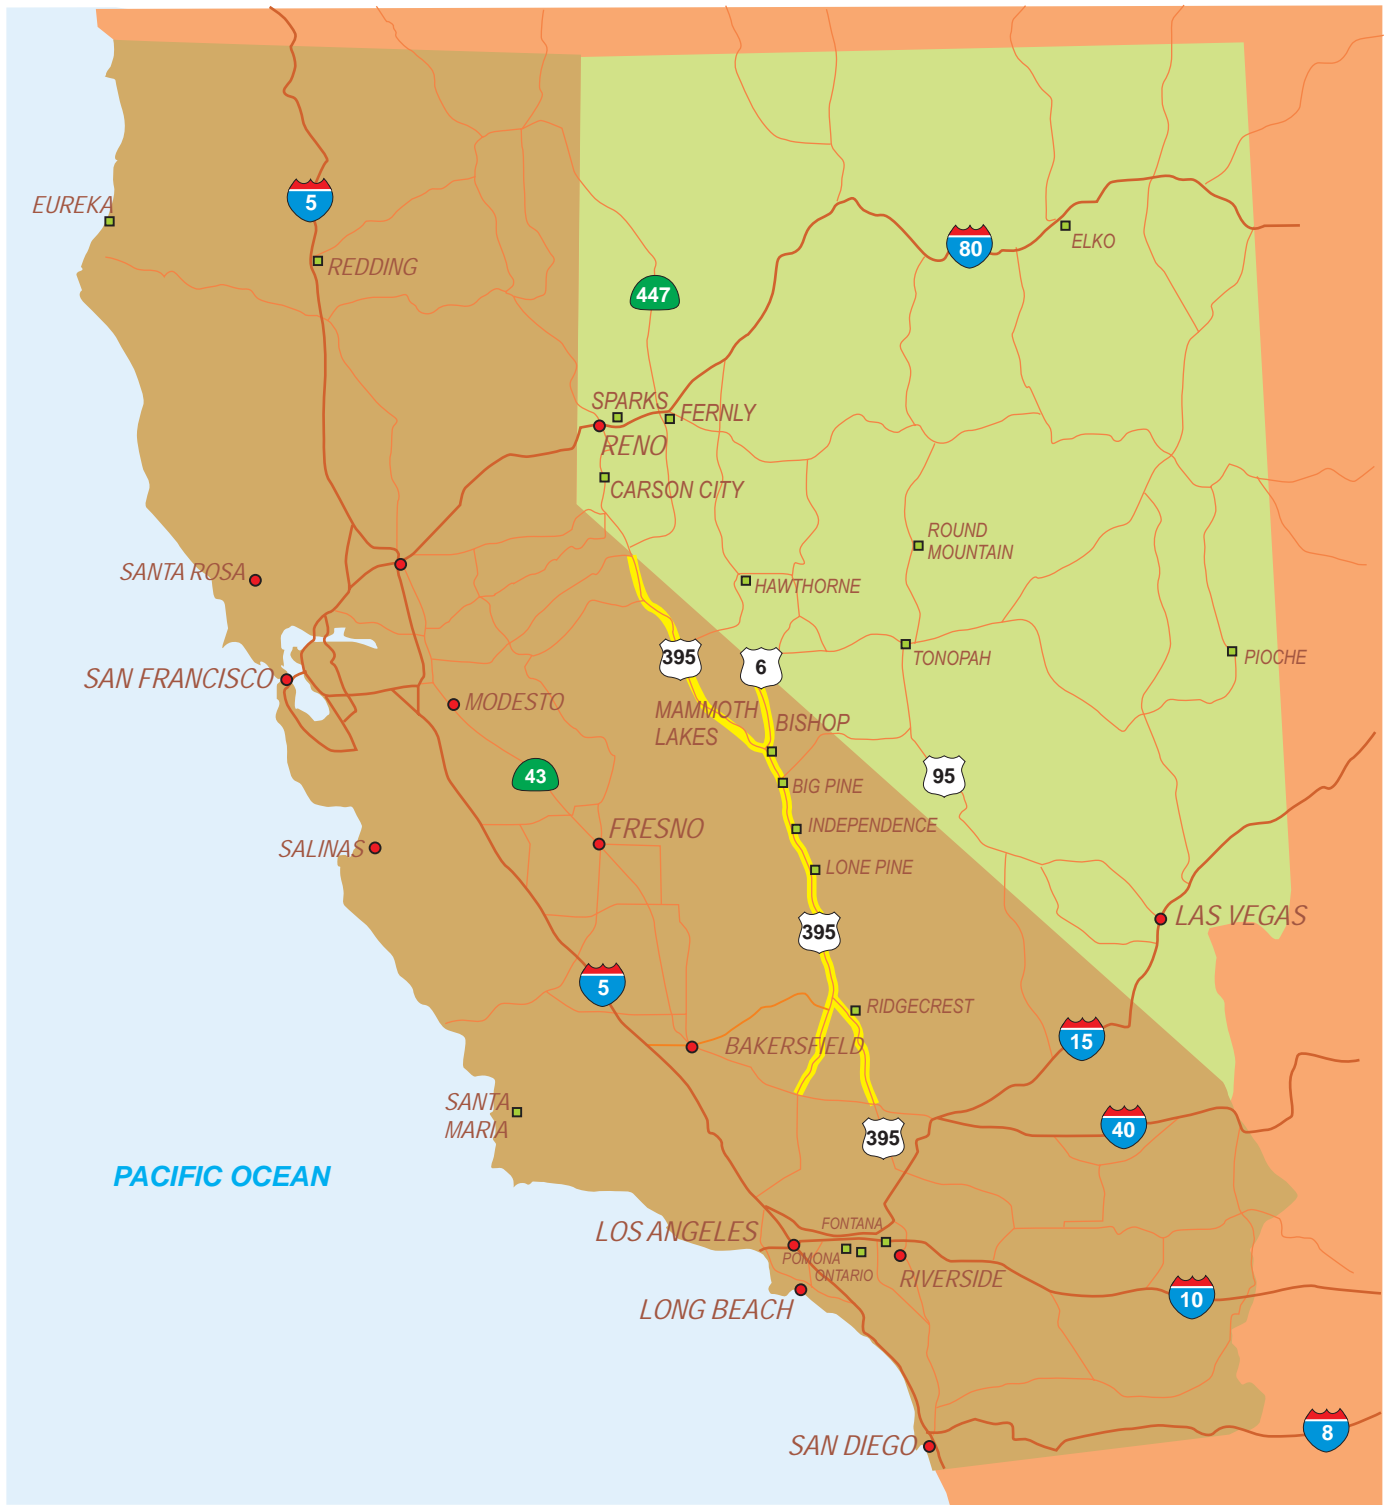 EUREKA
5
REDDING
447
80
ELKO
SPARKS
FERNLY
RENO
CARSON CITY
ROUND
MOUNTAIN
SANTA ROSA
HAWTHORNE
395
6
TONOPAH
PIOCHE
SAN FRANCISCO
MODESTO
MAMMOTH
LAKES
BISHOP
43
95
BIG PINE
FRESNO
INDEPENDENCE
SALINAS
LONE PINE
LAS VEGAS
395
5
RIDGECREST
BAKERSFIELD
15
SANTA
MARIA
40
395
PACIFIC OCEAN
LOS ANGELES
FONTANA
POMONA
ONTARIO
RIVERSIDE
LONG BEACH
10
SAN DIEGO
8